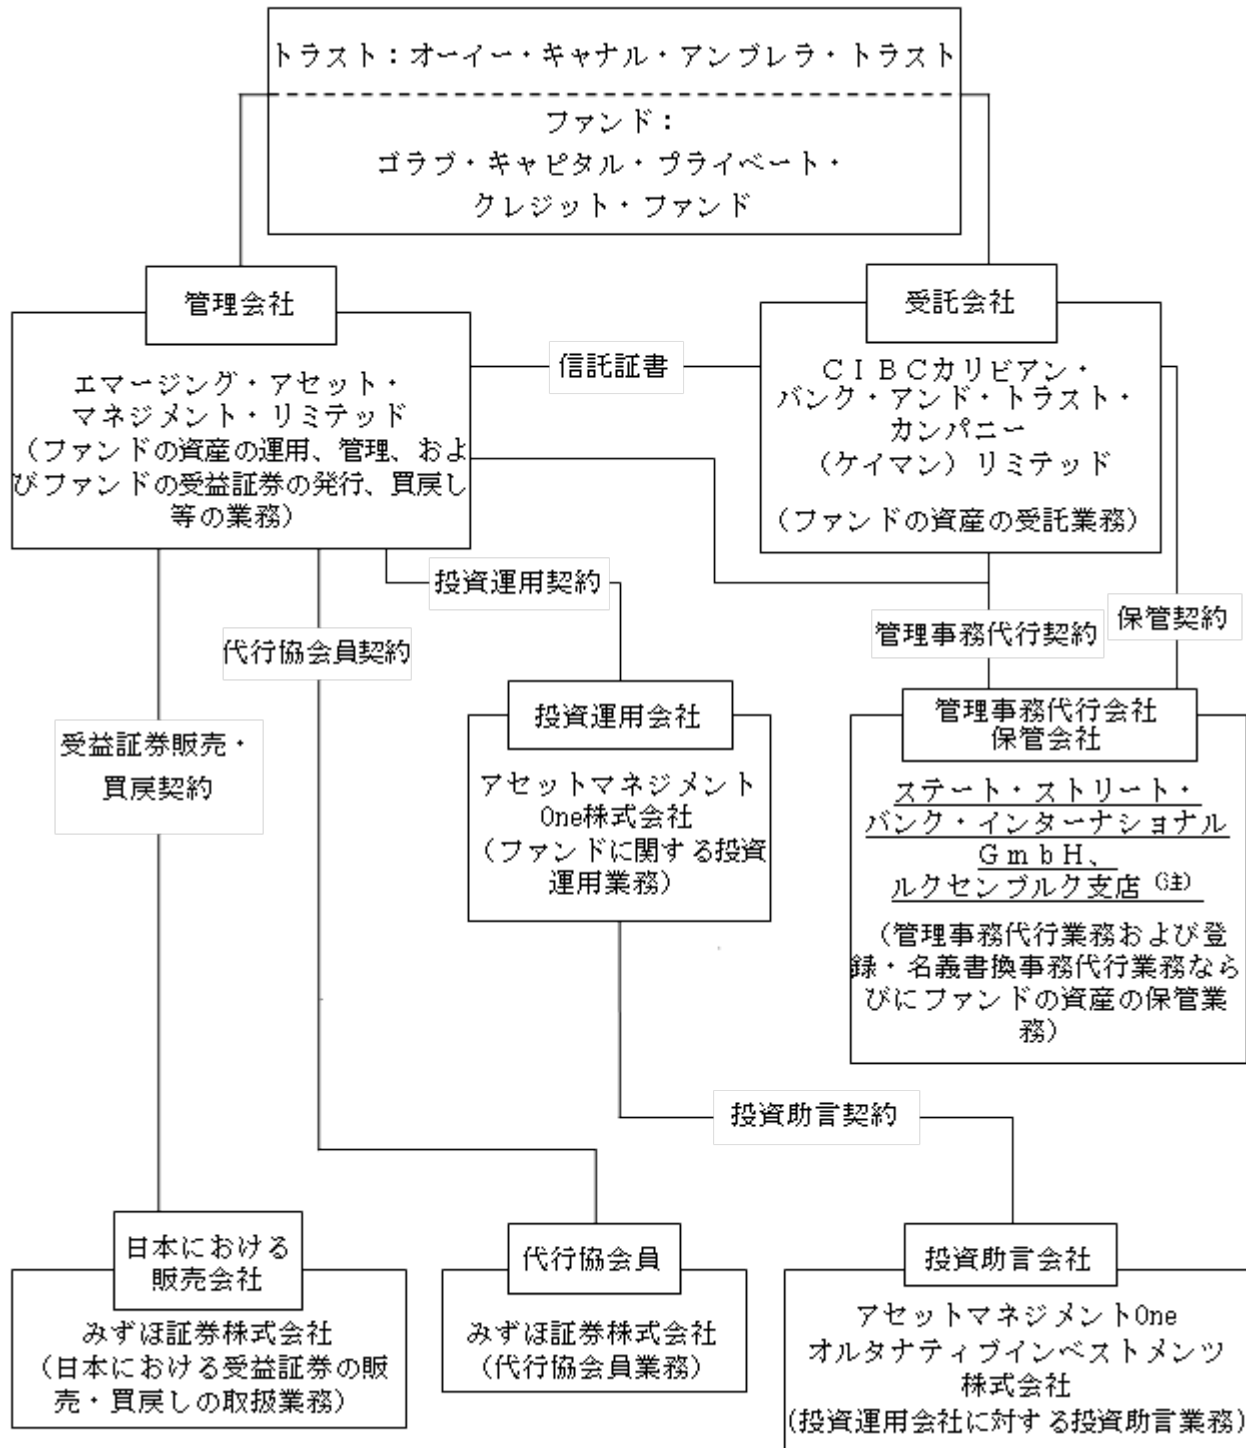 トラスト：オーイー・キャナル・アンブレラ・トラスト
ファンド：
ゴラブ・キャピタル・プライベート・
クレジット・ファンド
管理会社
エマージング・アセット・
マネジメント・リミテッド
（ファンドの資産の運用、管理、およ
びファンドの受益証券の発行、買戻し
等の業務）
信託証書
受託会社
ＣＩＢＣカリビアン・
バンク・アンド・トラスト・
カンパニー
（ケイマン）リミテッド
（ファンドの資産の受託業務）
投資運用契約
代行協会員契約
管理事務代行契約
保管契約
受益証券販売・
買戻契約
投資運用会社
アセットマネジメント
One株式会社
（ファンドに関する投資
運用業務）
管理事務代行会社
保管会社
ステート・ストリート・
バンク・インターナショナル
ＧｍｂＨ、
ルクセンブルク支店（注）
（管理事務代行業務および登
録・名義書換事務代行業務なら
びにファンドの資産の保管業
務）
投資助言契約
日本における
販売会社
みずほ証券株式会社
（日本における受益証券の販
売・買戻しの取扱業務）
代行協会員
みずほ証券株式会社
（代行協会員業務）
投資助言会社
アセットマネジメントOne
オルタナティブインベストメンツ
株式会社
(投資運用会社に対する投資助言業務)